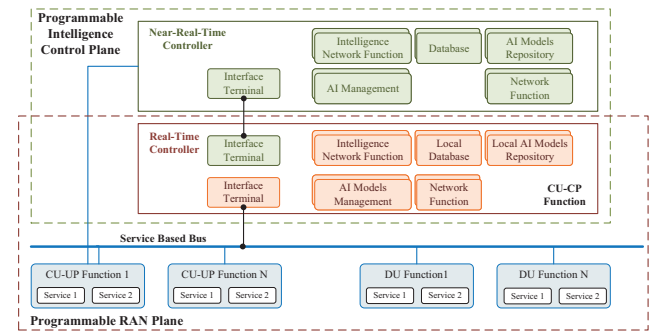 Programmable
Intelligence
Control Plane
Near-Real-Time
Controller
Intelligence
Network Function
Database
AI Models
Repository
Interface
Terminal
AI Management
Network
Function
Real-Time
Controller
Interface
Terminal
Intelligence
Network Function
Local
Database
Local AI Models
Repository
Interface
Terminal
AI Models
Management
Network
Function
CU-CP
Function
Service Based Bus
CU-UP Function 1
Service 1
Service 2
CU-UP Function N
Service 1
Service 2
DU Function1
Service 1
Service 2
DU Function N
Service 1
Service 2
Programmable RAN Plane